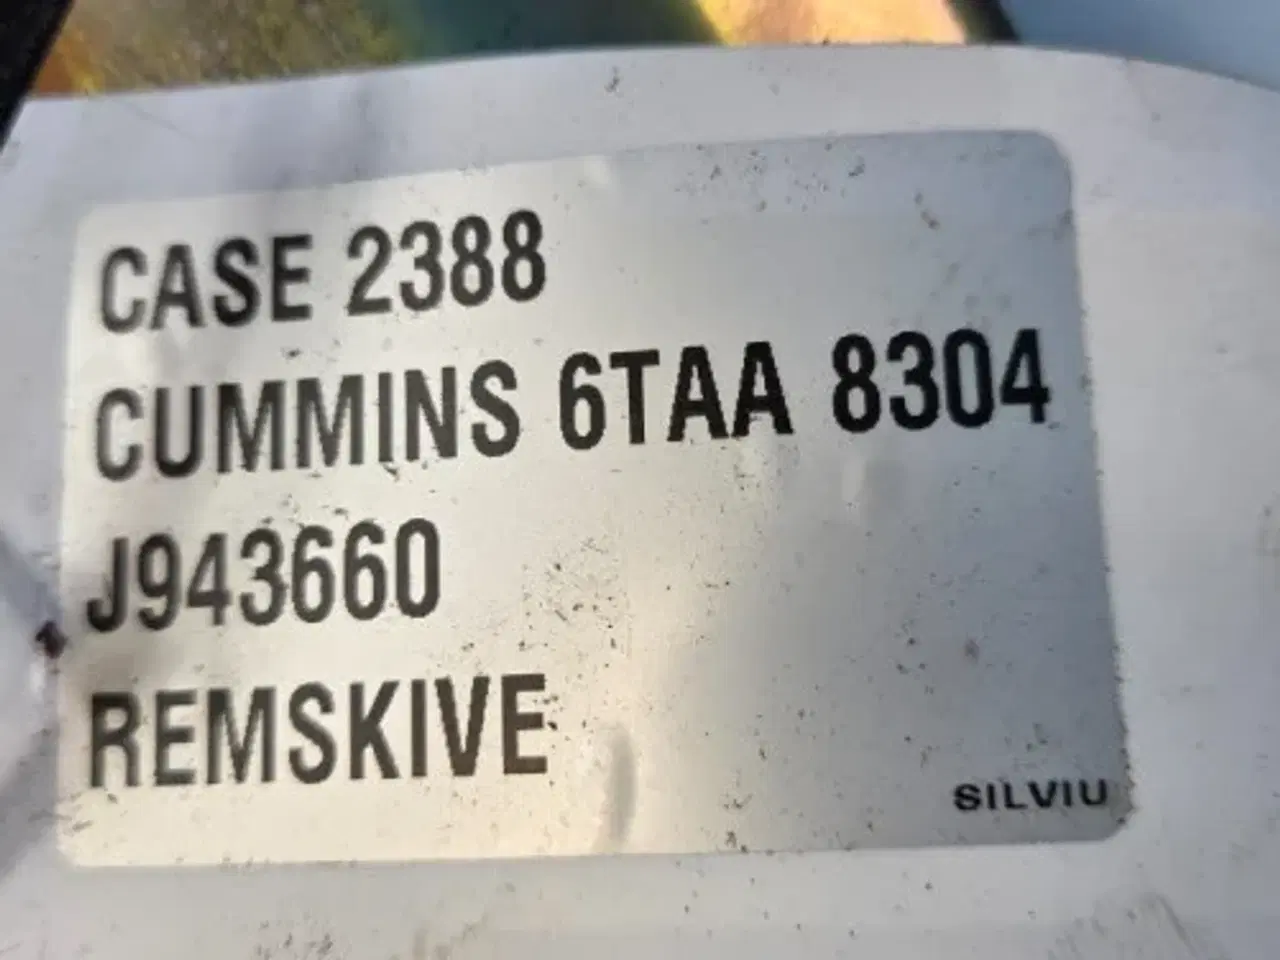 CASE 2388
CUMMINS 6TAA 8304
J943660
REMSKIVE
SILVIU